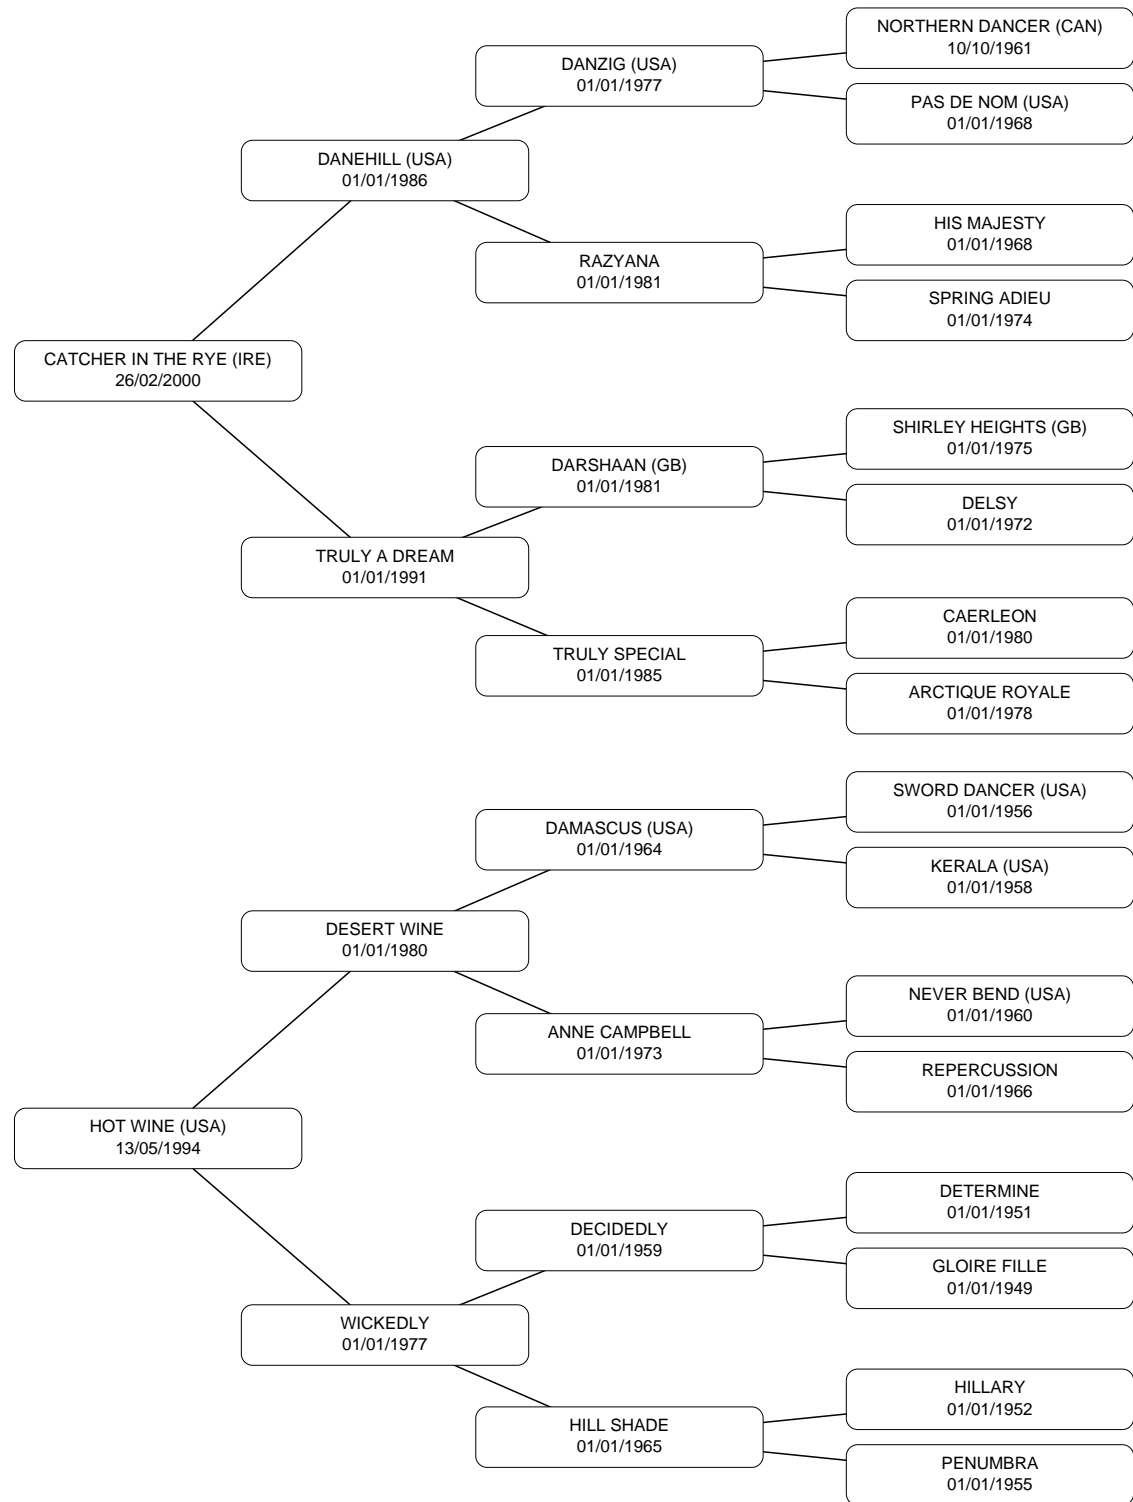 NORTHERN DANCER (CAN)
10/10/1961
DANZIG (USA)
01/01/1977
PAS DE NOM (USA)
01/01/1968
DANEHILL (USA)
01/01/1986
HIS MAJESTY
01/01/1968
RAZYANA
01/01/1981
SPRING ADIEU
01/01/1974
CATCHER IN THE RYE (IRE)
26/02/2000
SHIRLEY HEIGHTS (GB)
01/01/1975
DARSHAAN (GB)
01/01/1981
DELSY
01/01/1972
TRULY A DREAM
01/01/1991
CAERLEON
01/01/1980
TRULY SPECIAL
01/01/1985
ARCTIQUE ROYALE
01/01/1978
SWORD DANCER (USA)
01/01/1956
DAMASCUS (USA)
01/01/1964
KERALA (USA)
01/01/1958
DESERT WINE
01/01/1980
NEVER BEND (USA)
01/01/1960
ANNE CAMPBELL
01/01/1973
REPERCUSSION
01/01/1966
HOT WINE (USA)
13/05/1994
DETERMINE
01/01/1951
DECIDEDLY
01/01/1959
GLOIRE FILLE
01/01/1949
WICKEDLY
01/01/1977
HILLARY
01/01/1952
HILL SHADE
01/01/1965
PENUMBRA
01/01/1955